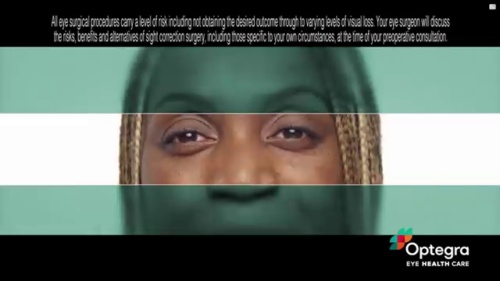 All eye surgical procedures carry a level of risk including not obtaining the desired outcome through to varying levels of visual loss. Your eye surgeon will discuss
the risks, benefits and alternatives of sight correction surgery, including those specific to your own circumstances, at the time of your preoperative consultation.
Optegra
EYE HEALTH CARE